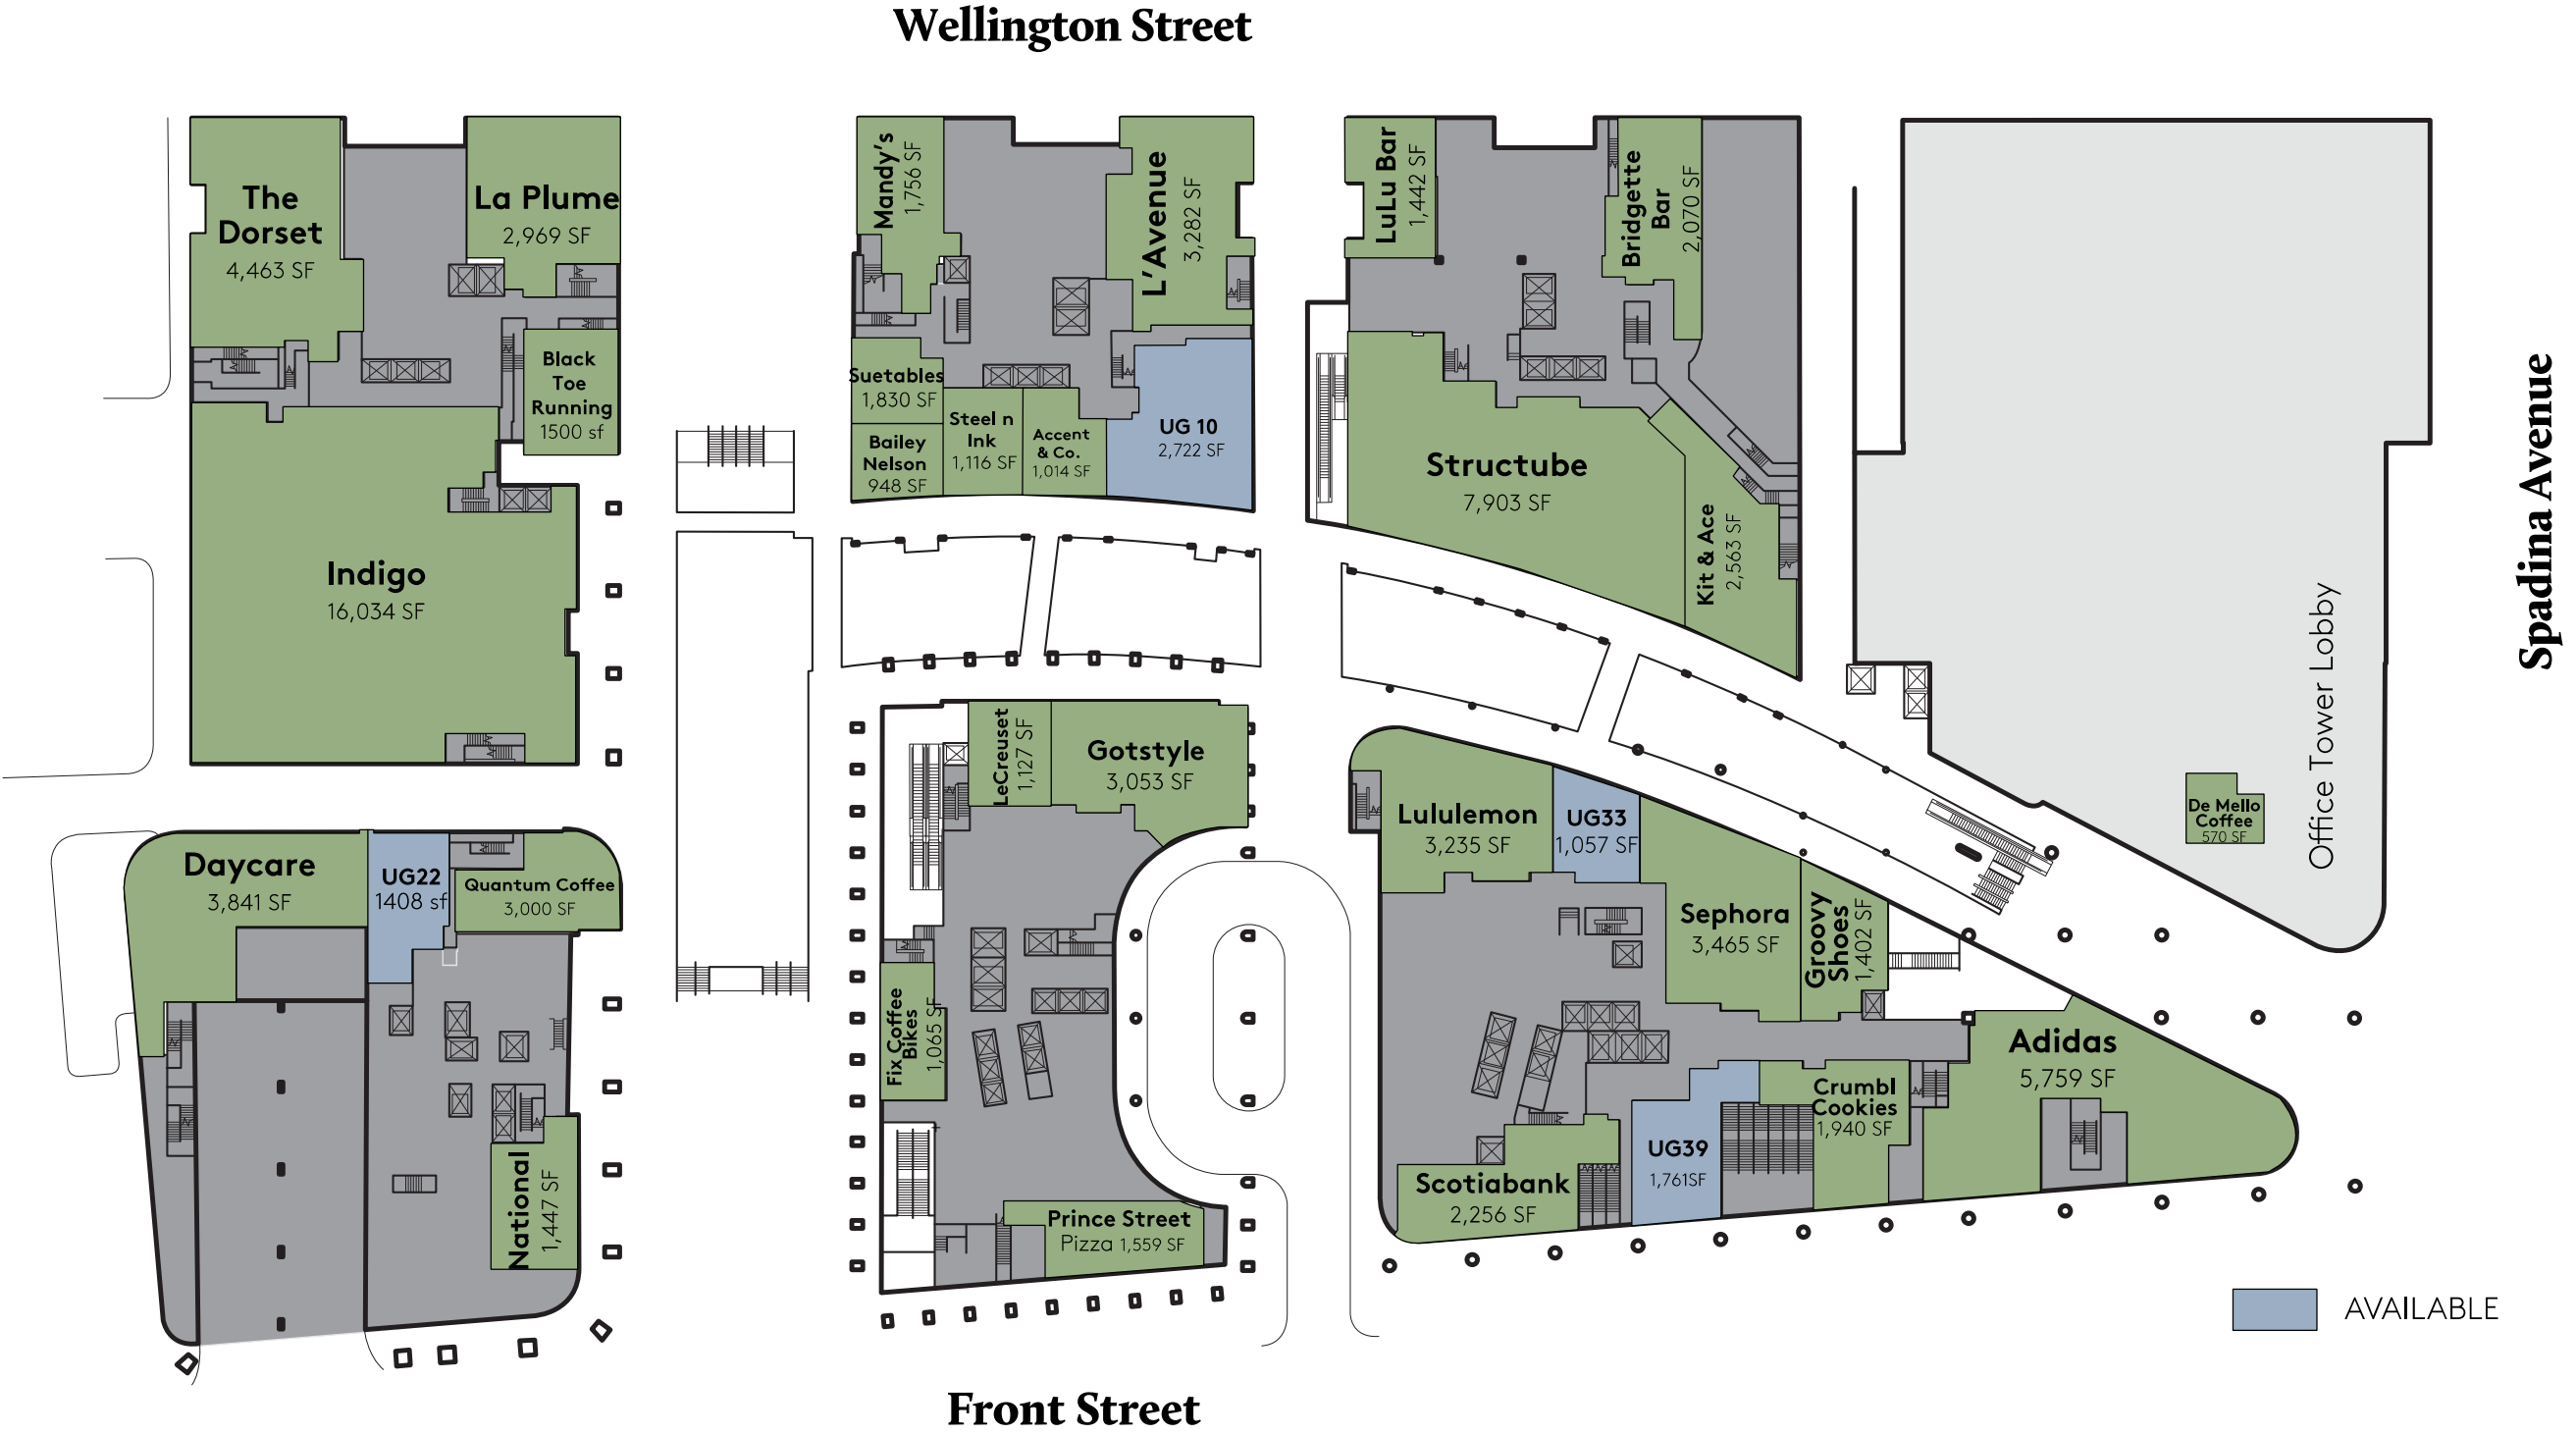 Wellington Street
The
Dorset
4,463 SF
La Plume
2,969 SF
Black
Toe
Running
1500 sf
Indigo
16,034 SF
Mandy's
1,756 SF
L'Avenue
3,282 SF
Suetables
1,830 SF
Bailey
Nelson
948 SF
Steel n
Ink
1,116 SF
Accent
& Co.
1,014 SF
UG 10
2,722 SF
LuLu Bar
1,442 SF
Bridgette
Bar
2,070 SF
Structube
7,903 SF
Kit & Ace
2,563 SF
Spadina Avenue
Office Tower Lobby
De Mello
Coffee
570 SF
Daycare
3,841 SF
UG22
1408 sf
Quantum Coffee
3,000 SF
National
1,447 SF
LeCreuset
1,127 SF
Gotstyle
3,053 SF
Fix Coffee
Bikes
1,065 SF
Prince Street
Pizza 1,559 SF
Lululemon
3,235 SF
UG33
1,057 SF
Sephora
3,465 SF
Groovy
Shoes
1,402 SF
Adidas
5,759 SF
Crumbl
Cookies
1,940 SF
UG39
1,761SF
Scotiabank
2,256 SF
AVAILABLE
Front Street